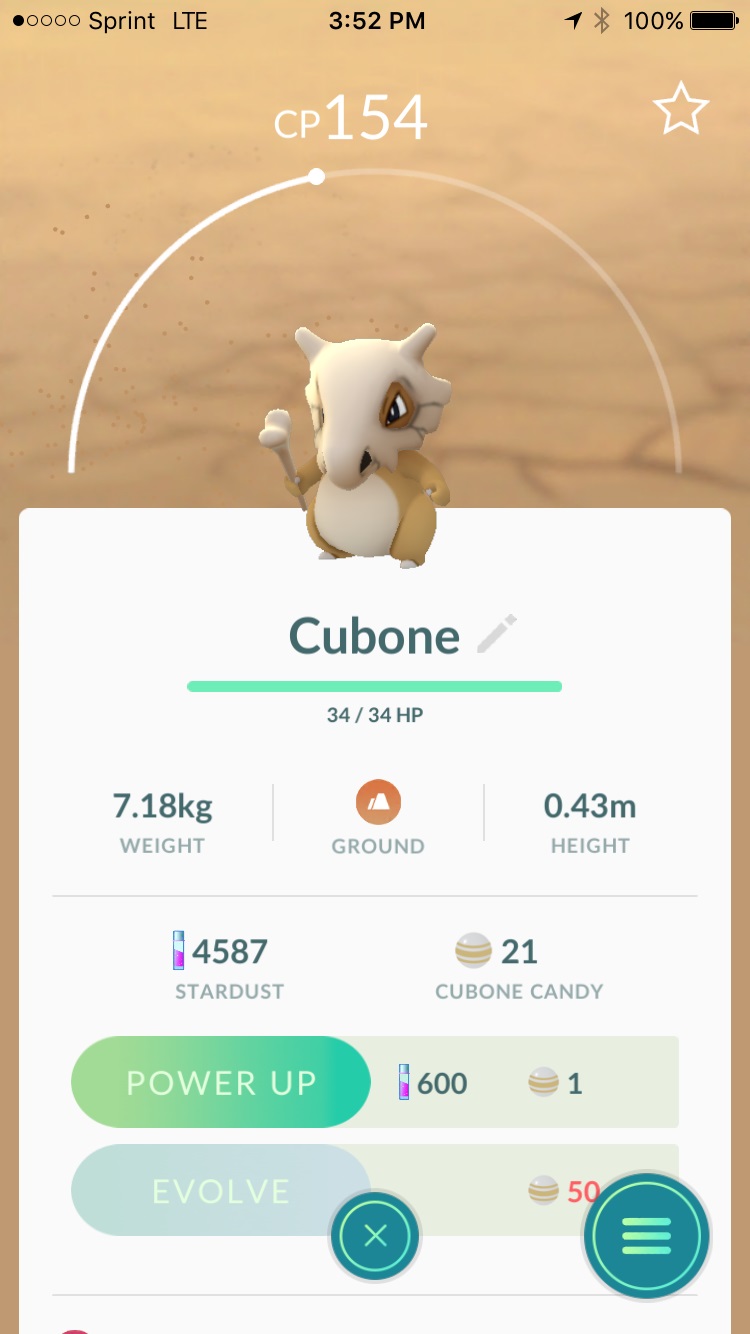 Sprint LTE 3:52 PM 100%
CP154
Cubone
34 / 34 HP
7.18kg 0.43m
WEIGHT GROUND HEIGHT
4587 21
STARDUST CUBONE CANDY
POWER UP 600 1
EVOLVE 50